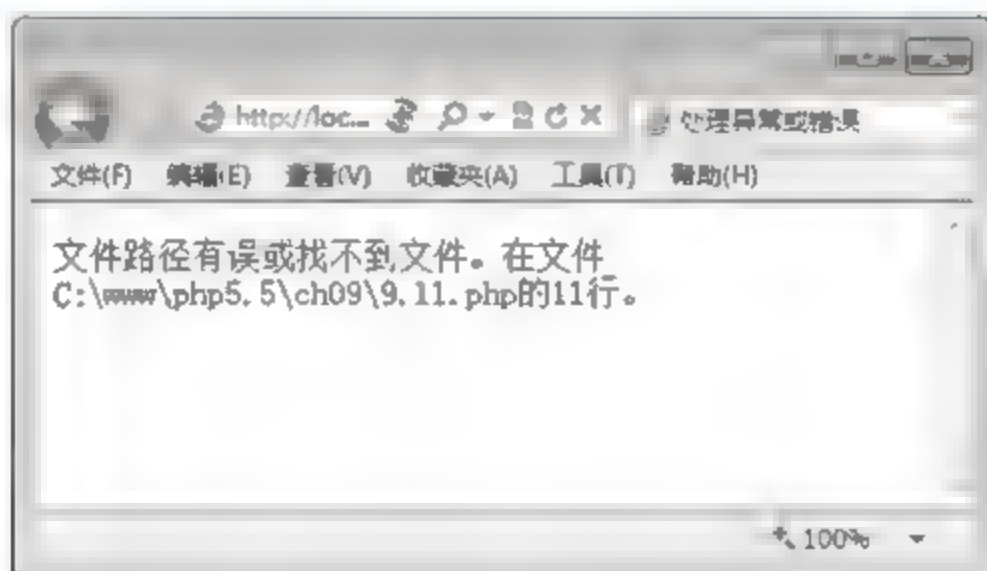 http://loc... 处理异常或错误
文件(F) 编辑(E) 查看(V) 收藏夹(A) 工具(T) 帮助(H)
文件路径有误或找不到文件。在文件
C:\www\php5.5\ch09\9.11.php的11行。
100%